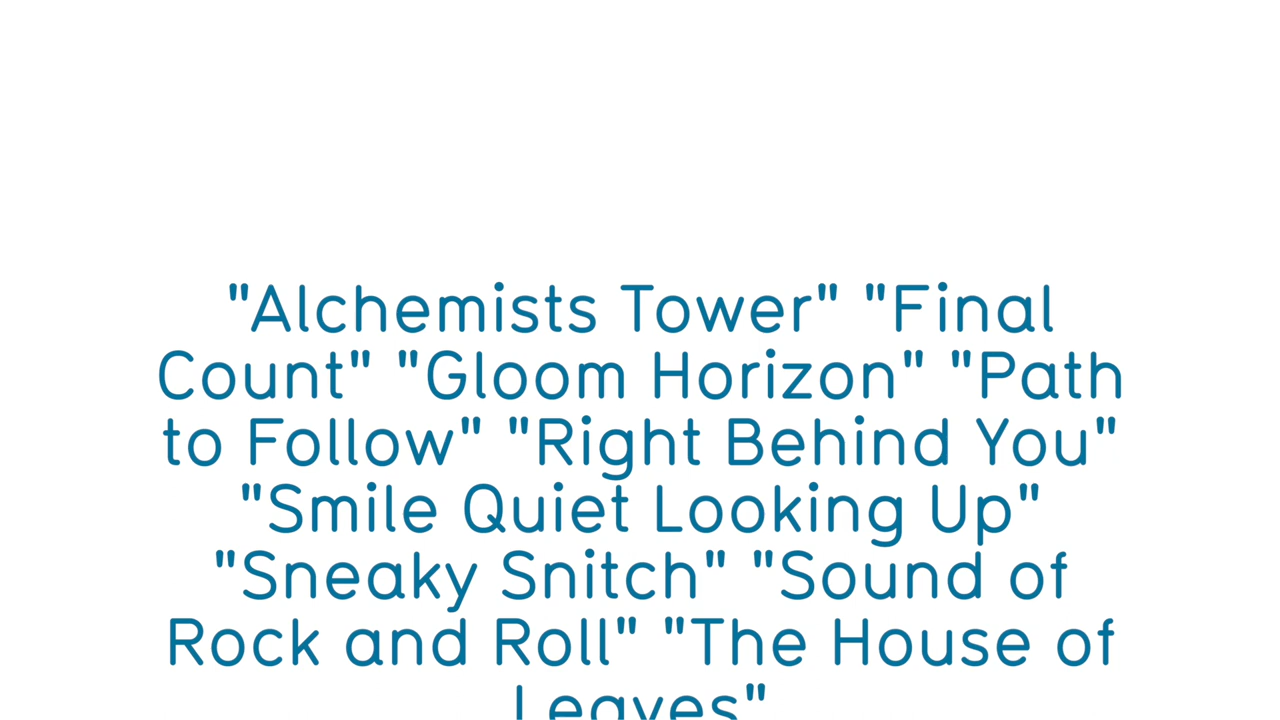 "Alchemists Tower" "Final
Count" "Gloom Horizon" "Path
to Follow" "Right Behind You"
"Smile Quiet Looking Up"
"Sneaky Snitch" "Sound of
Rock and Roll" "The House of
Leaves"